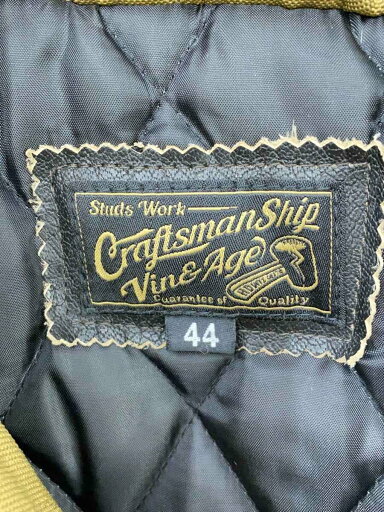 Studs Work
CraftsmanShip
Vin & Age
Guarantee of Quality
44